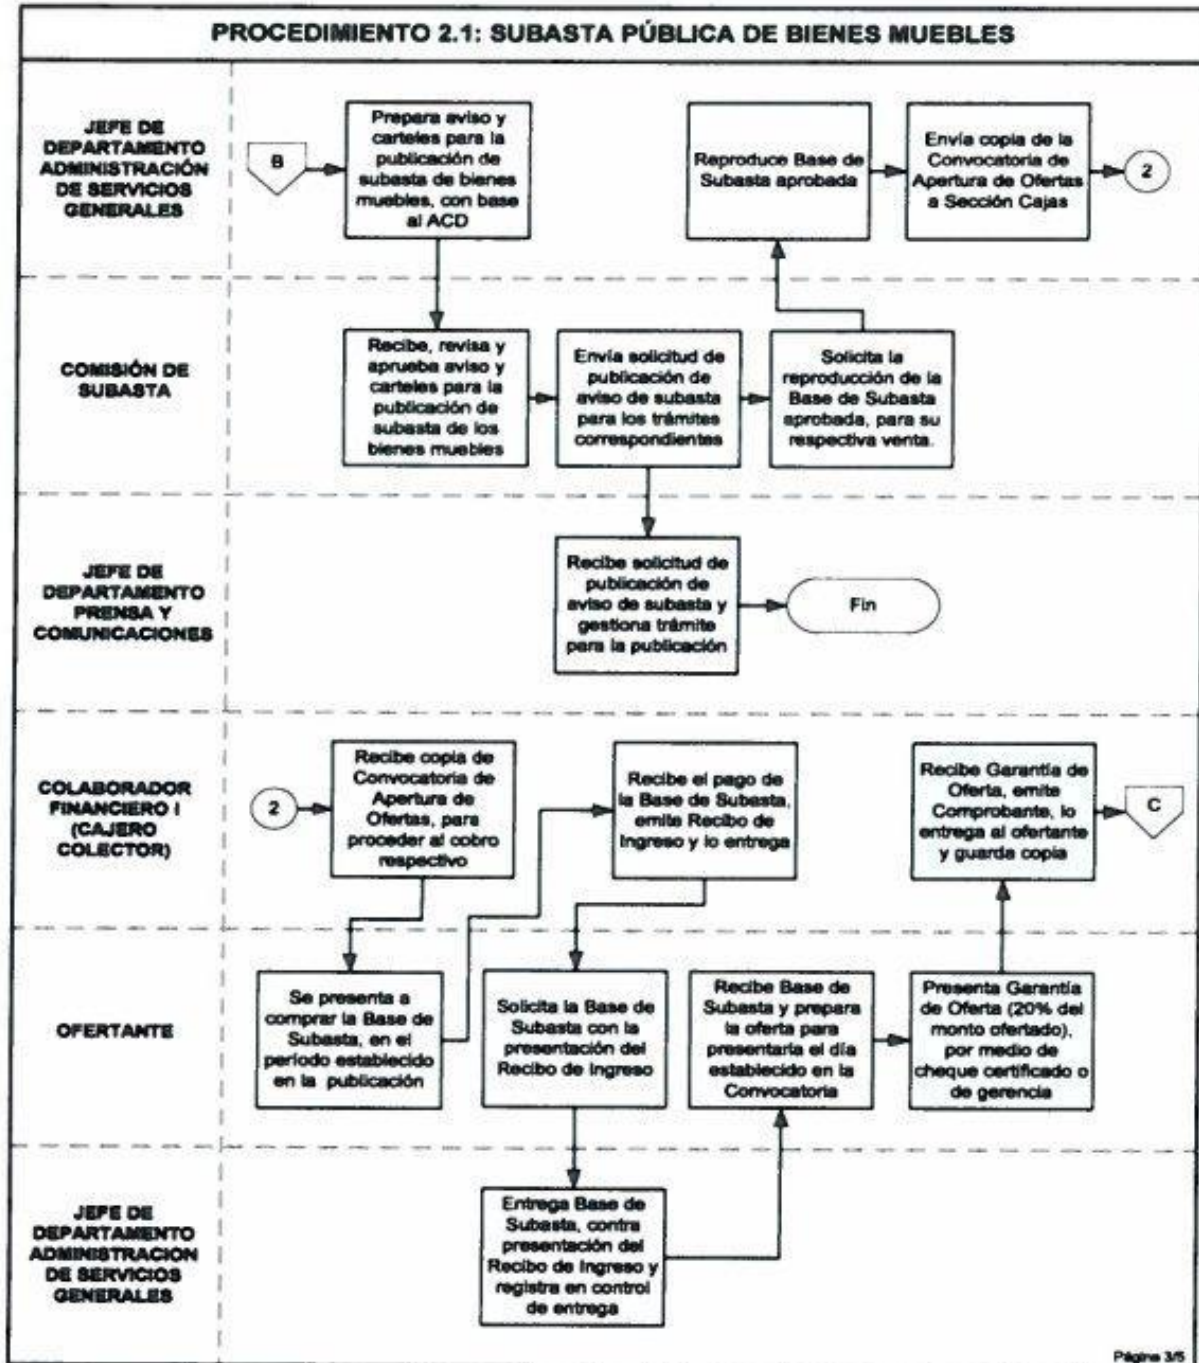 PROCEDIMIENTO 2.1: SUBASTA PÚBLICA DE BIENES MUEBLES
JEFE DE
DEPARTAMENTO
ADMINISTRACIÓN
DE SERVICIOS
GENERALES
B
Prepara aviso y
carteles para la
publicación de
subasta de bienes
muebles, con base
al ACD
Reproduce Base de
Subasta aprobada
Envía copia de la
Convocatoria de
Apertura de Ofertas
a Sección Cajas
2
COMISIÓN DE
SUBASTA
Recibe, revisa y
aprueba aviso y
carteles para la
publicación de
subasta de los
bienes muebles
Envía solicitud de
publicación de
aviso de subasta
para los trámites
correspondientes
Solicita la
reproducción de la
Base de Subasta
aprobada, para su
respectiva venta.
JEFE DE
DEPARTAMENTO
PRENSA Y
COMUNICACIONES
Recibe solicitud de
publicación de
aviso de subasta y
gestiona trámite
para la publicación
Fin
COLABORADOR
FINANCIERO I
(CAJERO
COLECTOR)
2
Recibe copia de
Convocatoria de
Apertura de
Ofertas, para
proceder al cobro
respectivo
Recibe el pago de
la Base de Subasta,
emite Recibo de
Ingreso y lo entrega
Recibe Garantía de
Oferta, emite
Comprobante, lo
entrega al ofertante
y guarda copia
C
OFERTANTE
Se presenta a
comprar la Base de
Subasta, en el
período establecido
en la publicación
Solicita la Base de
Subasta con la
presentación del
Recibo de Ingreso
Recibe Base de
Subasta y prepara
la oferta para
presentarla el día
establecido en la
Convocatoria
Presenta Garantía
de Oferta (20% del
monto ofertado),
por medio de
cheque certificado o
de gerencia
JEFE DE
DEPARTAMENTO
ADMINISTRACION
DE SERVICIOS
GENERALES
Entrega Base de
Subasta, contra
presentación del
Recibo de Ingreso y
registra en control
de entrega
Página 3/5